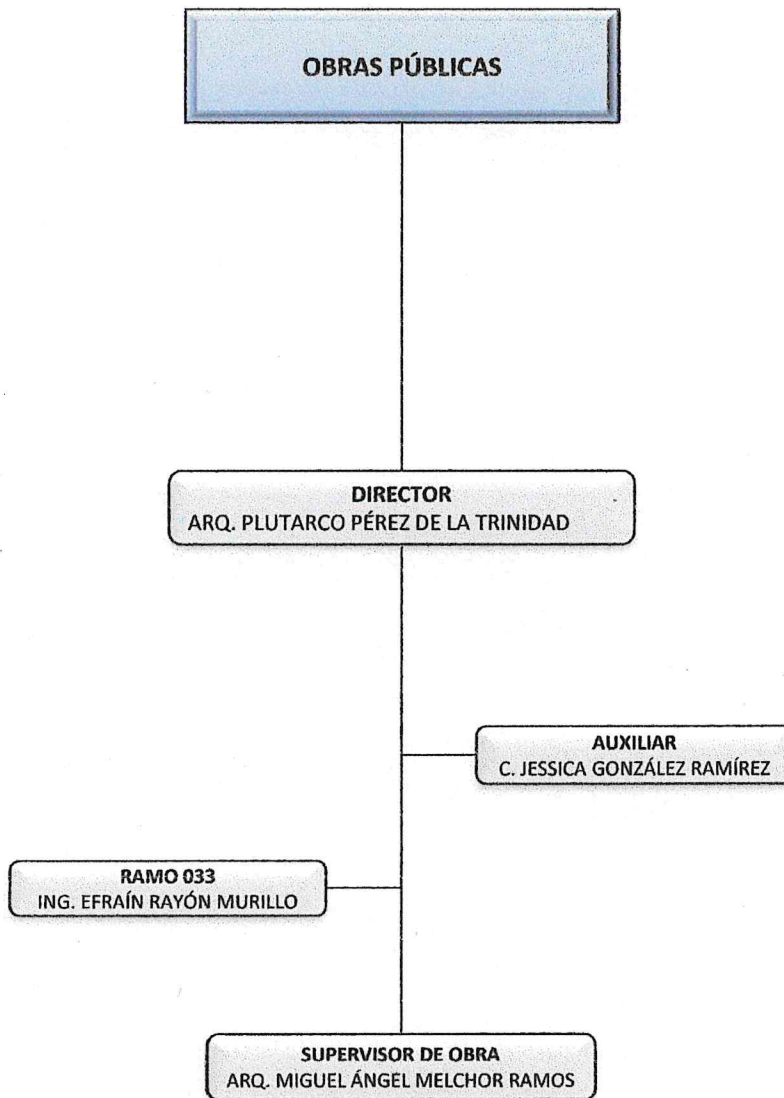 OBRAS PÚBLICAS
DIRECTOR
ARQ. PLUTARCO PÉREZ DE LA TRINIDAD
AUXILIAR
C. JESSICA GONZÁLEZ RAMÍREZ
RAMO 033
ING. EFRAÍN RAYÓN MURILLO
SUPERVISOR DE OBRA
ARQ. MIGUEL ÁNGEL MELCHOR RAMOS